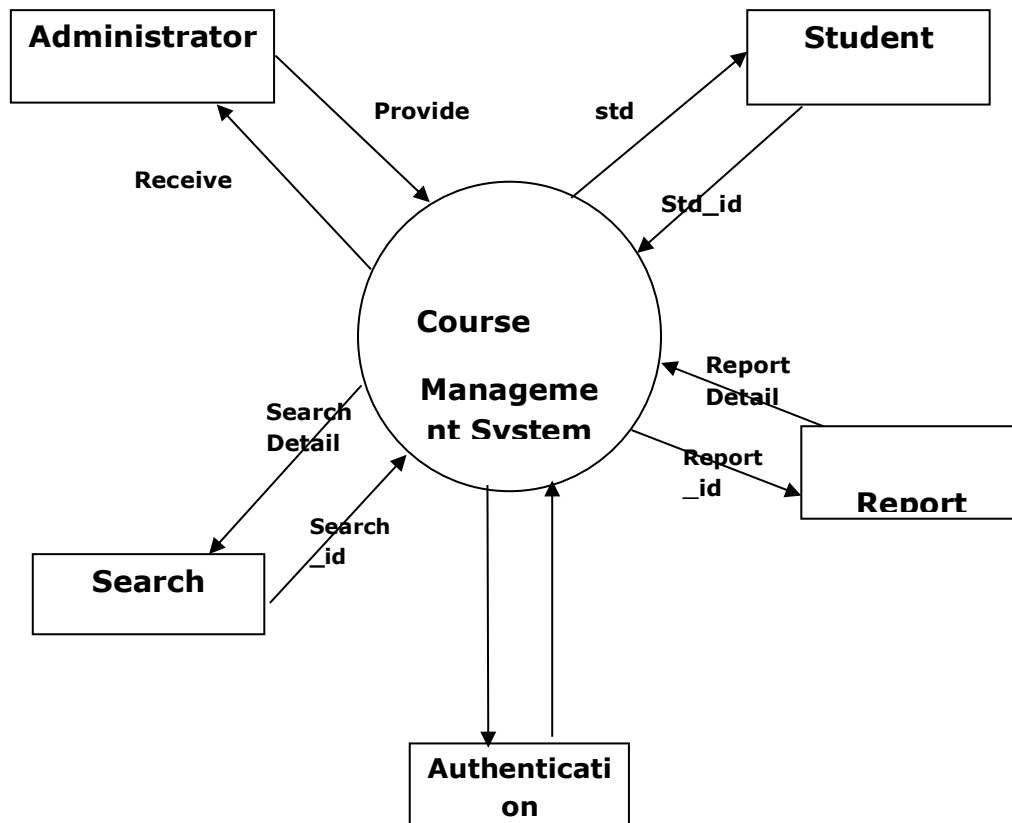 Administrator
Student
Provide
std
Receive
Std_id
Course
Manageme
nt System
Report
Detail
Search
Detail
Report
_id
Report
Search
_id
Search
Authenticati
on